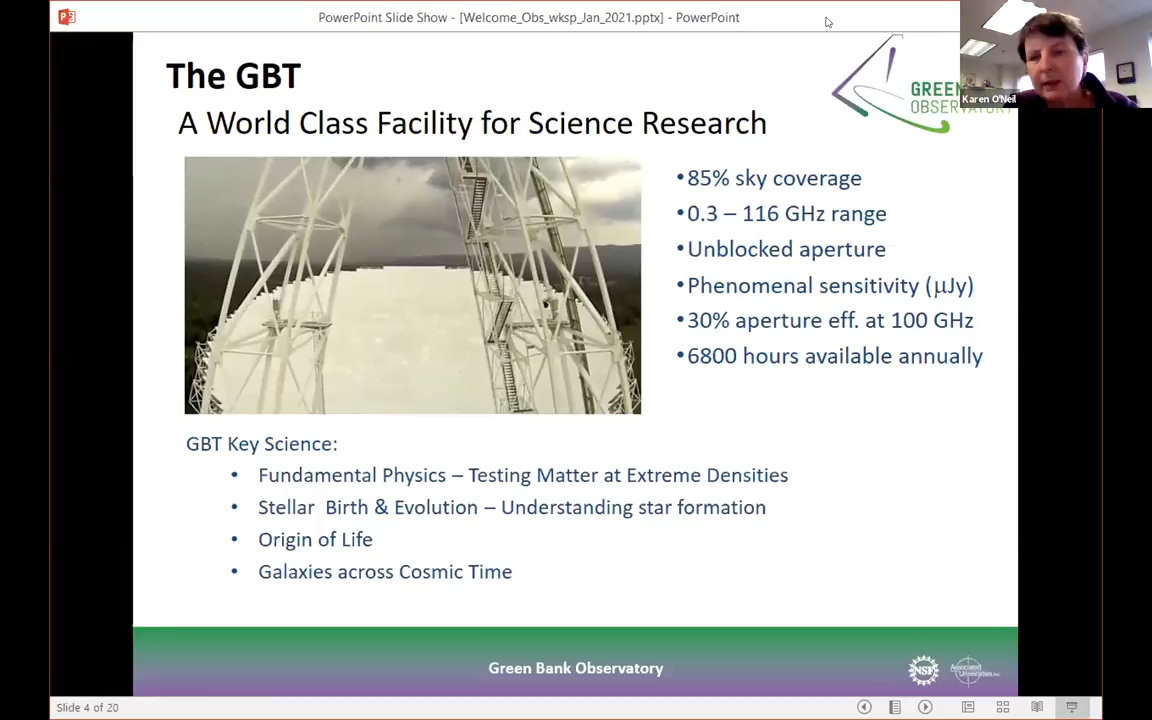 PowerPoint Slide Show - [Welcome_Obs_wksp_Jan_2021.pptx] - PowerPoint
The GBT
A World Class Facility for Science Research
GREEN
OBSERVATORY
Karen O'Neil
•85% sky coverage
•0.3 – 116 GHz range
•Unblocked aperture
•Phenomenal sensitivity (μJy)
•30% aperture eff. at 100 GHz
•6800 hours available annually
GBT Key Science:
• Fundamental Physics – Testing Matter at Extreme Densities
• Stellar Birth & Evolution – Understanding star formation
• Origin of Life
• Galaxies across Cosmic Time
Green Bank Observatory
NSF
Associated
Universities, Inc.
Slide 4 of 20